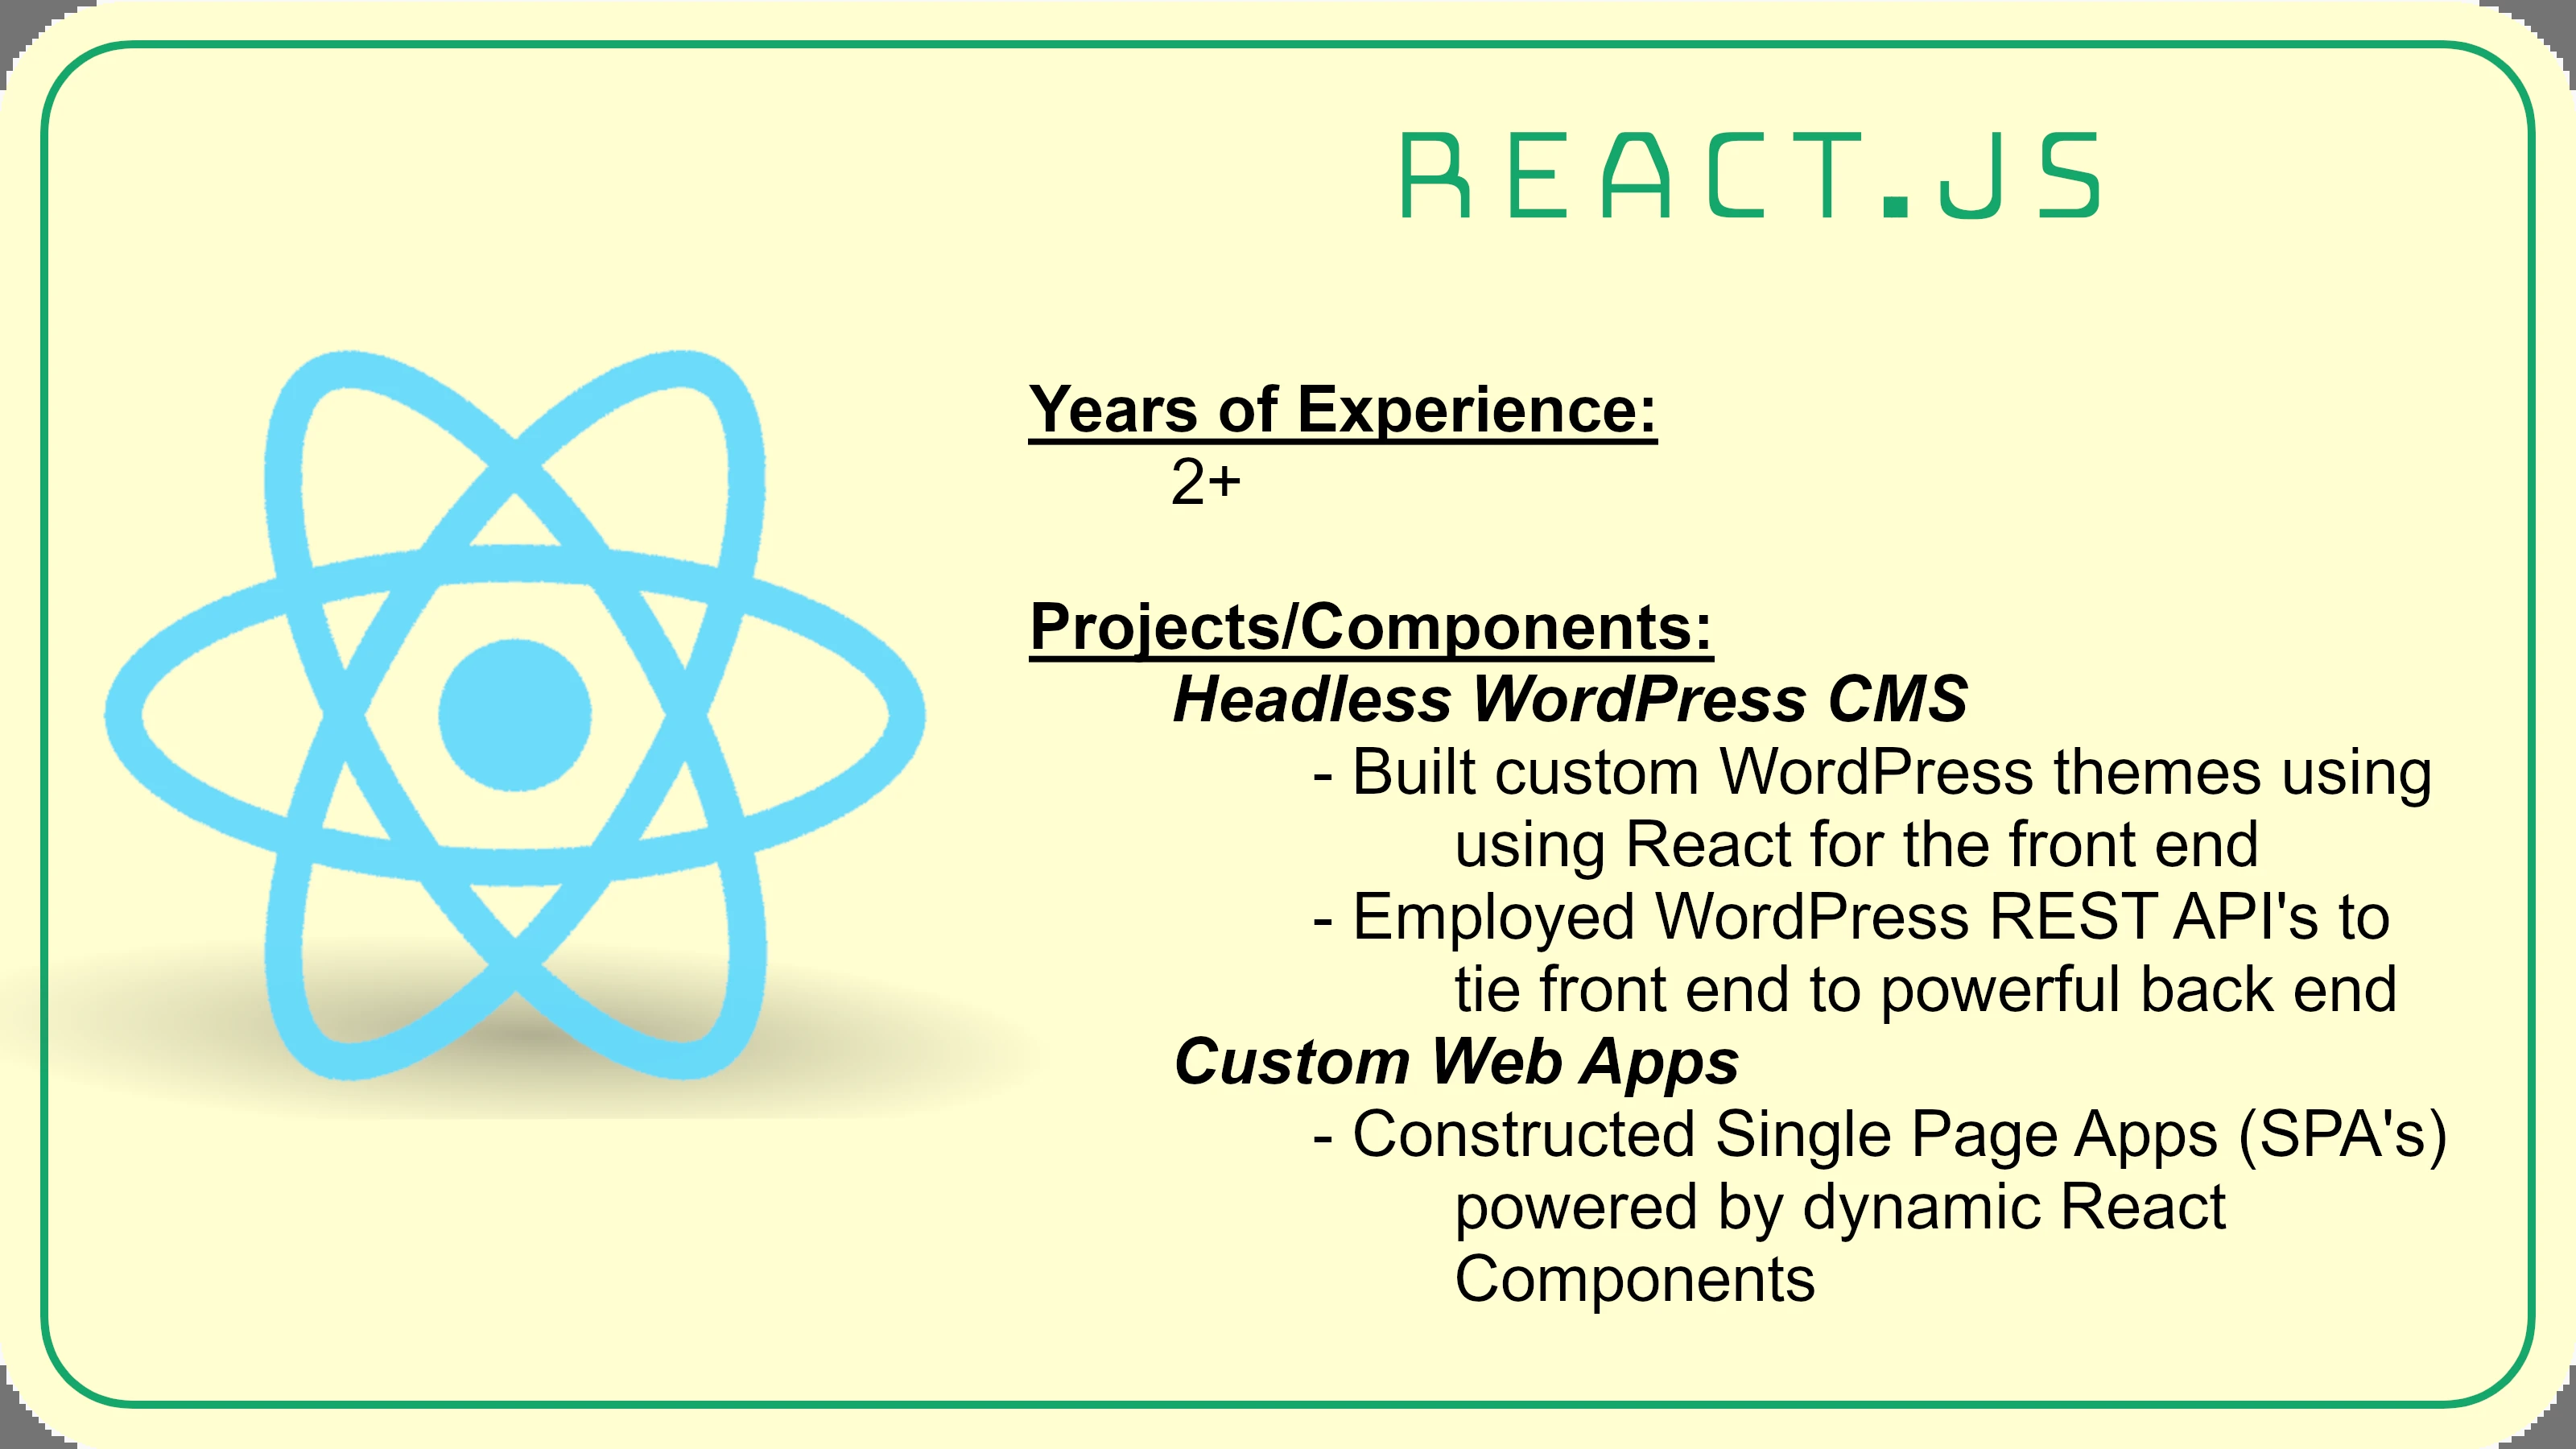 REACT.JS
Years of Experience:
2+
Projects/Components:
Headless WordPress CMS
- Built custom WordPress themes using
using React for the front end
- Employed WordPress REST API's to
tie front end to powerful back end
Custom Web Apps
- Constructed Single Page Apps (SPA's)
powered by dynamic React
Components